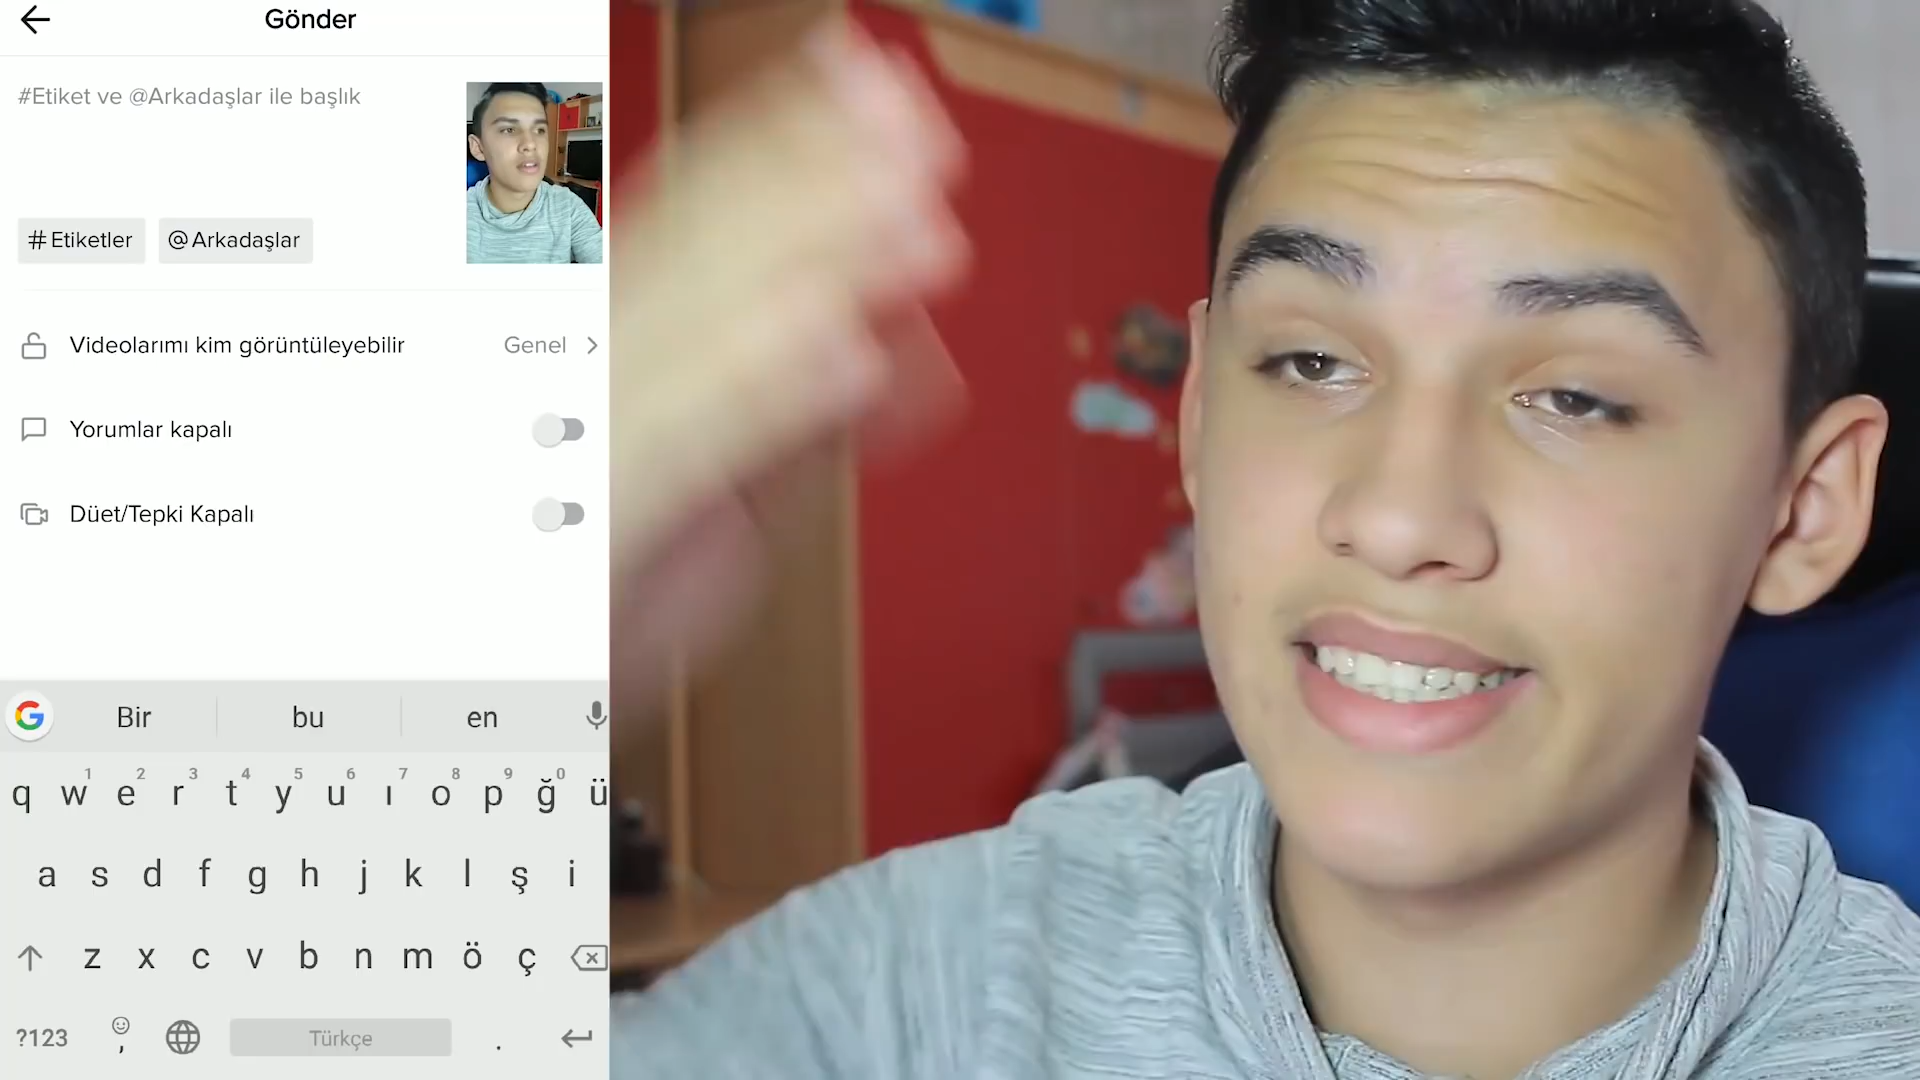 Gönder
#Etiket ve @Arkadaşlar ile başlık
# Etiketler @ Arkadaşlar
Videolarımı kim görüntüleyebilir Genel
Yorumlar kapalı
Düet/Tepki Kapalı
G Bir bu en
q w 1 e 2 r 3 t 4 y 5 u 6 ı 7 o 8 p 9 ğ 0 ü
a s d f g h j k l ş i
z x c v b n m ö ç
?123 , Türkçe .